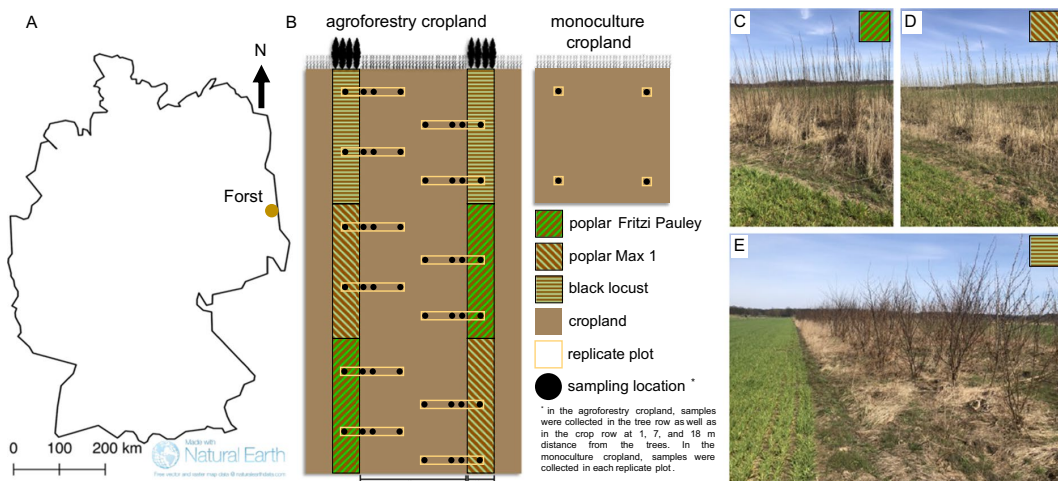 A
N
Forst
0 100 200 km
Made with
Natural Earth
Free vector and raster map data @ naturalearthdata.com
B
agroforestry cropland
monoculture
cropland
poplar Fritzi Pauley
poplar Max 1
black locust
cropland
replicate plot
sampling location *
* in the agroforestry cropland, samples
were collected in the tree row as well as
in the crop row at 1, 7, and 18 m
distance from the trees. In the
monoculture cropland, samples were
collected in each replicate plot.
C
D
E